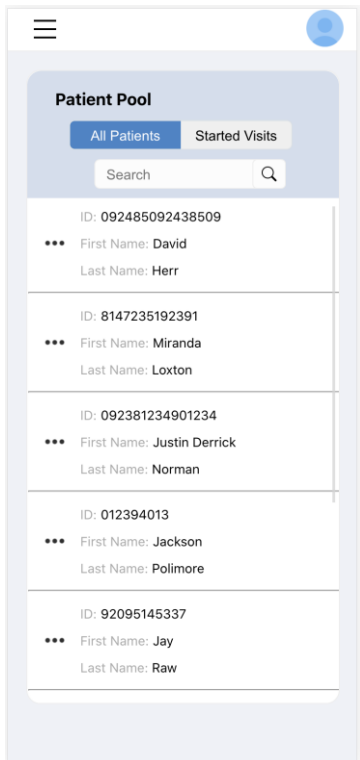 Patient Pool
All Patients Started Visits
Search
ID: 092485092438509
First Name: David
Last Name: Herr
ID: 8147235192391
First Name: Miranda
Last Name: Loxton
ID: 092381234901234
First Name: Justin Derrick
Last Name: Norman
ID: 012394013
First Name: Jackson
Last Name: Polimore
ID: 92095145337
First Name: Jay
Last Name: Raw